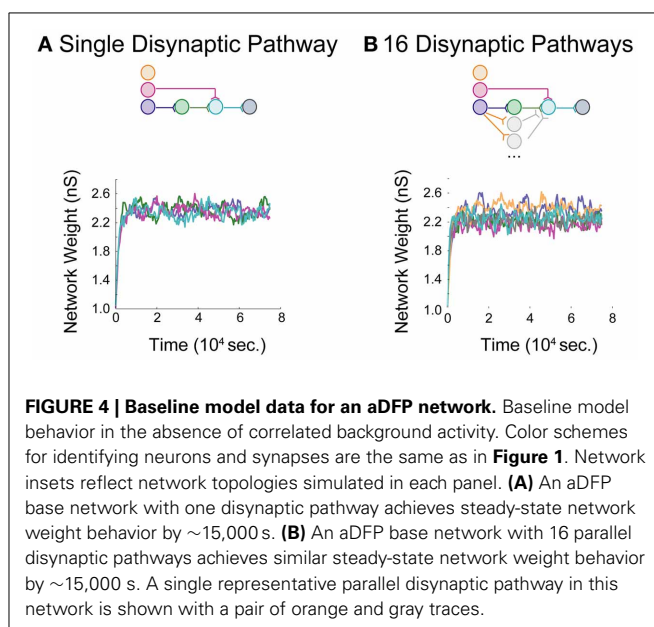 A Single Disynaptic Pathway
B 16 Disynaptic Pathways
...
Network Weight (nS)
2.6
2.2
1.8
1.4
1.0
0 2 4 6 8
Time (10⁴ sec.)
Network Weight (nS)
2.6
2.2
1.8
1.4
1.0
0 2 4 6 8
Time (10⁴ sec.)
FIGURE 4 | Baseline model data for an aDFP network. Baseline model
behavior in the absence of correlated background activity. Color schemes
for identifying neurons and synapses are the same as in Figure 1. Network
insets reflect network topologies simulated in each panel. (A) An aDFP
base network with one disynaptic pathway achieves steady-state network
weight behavior by ∼15,000 s. (B) An aDFP base network with 16 parallel
disynaptic pathways achieves similar steady-state network weight behavior
by ∼15,000 s. A single representative parallel disynaptic pathway in this
network is shown with a pair of orange and gray traces.